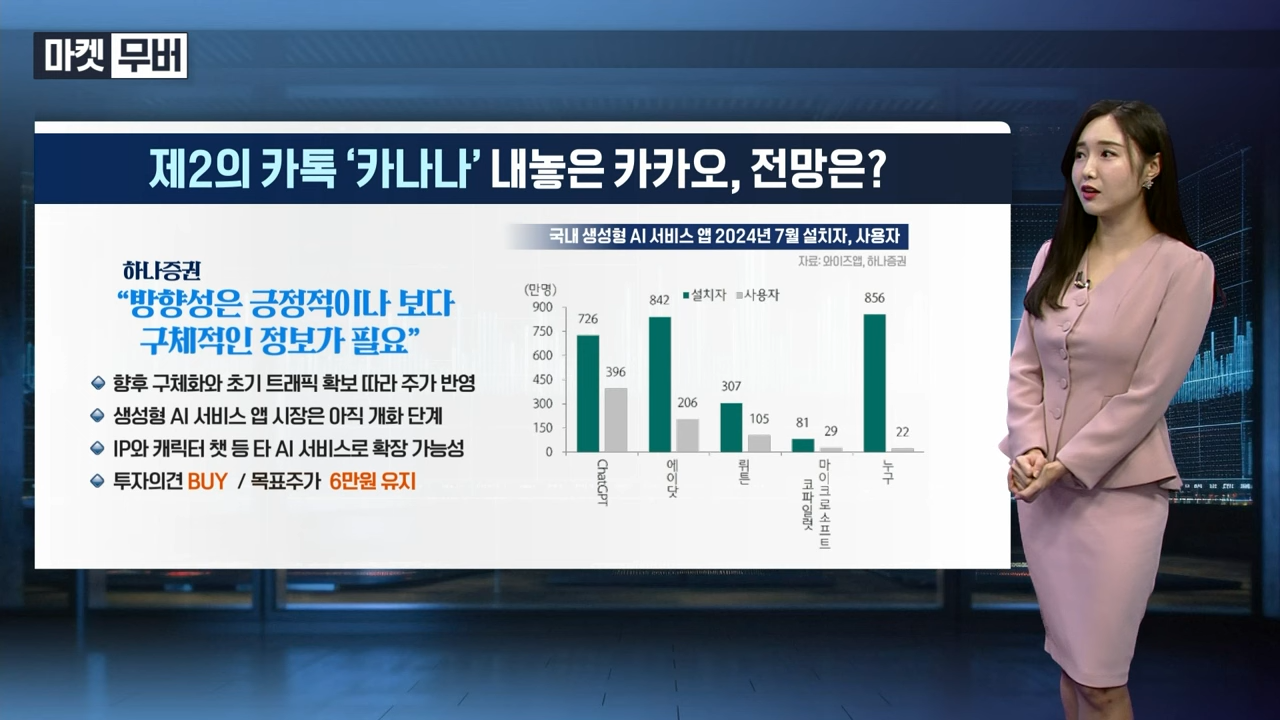 마켓 무버
제2의 카톡 ‘카나나’ 내놓은 카카오, 전망은?
하나증권
“방향성은 긍정적이나 보다
구체적인 정보가 필요”
향후 구체화와 초기 트래픽 확보 따라 주가 반영
생성형 AI 서비스 앱 시장은 아직 개화 단계
IP와 캐릭터 챗 등 타 AI 서비스로 확장 가능성
투자의견 BUY / 목표주가 6만원 유지
국내 생성형 AI 서비스 앱 2024년 7월 설치자, 사용자
자료: 와이즈앱, 하나증권
(만명)
설치자 사용자
900
750
600
450
300
150
0
726
396
842
206
307
105
81
29
856
22
ChatGPT
에이닷
뤼튼
마이크로소프트
코파일럿
누구